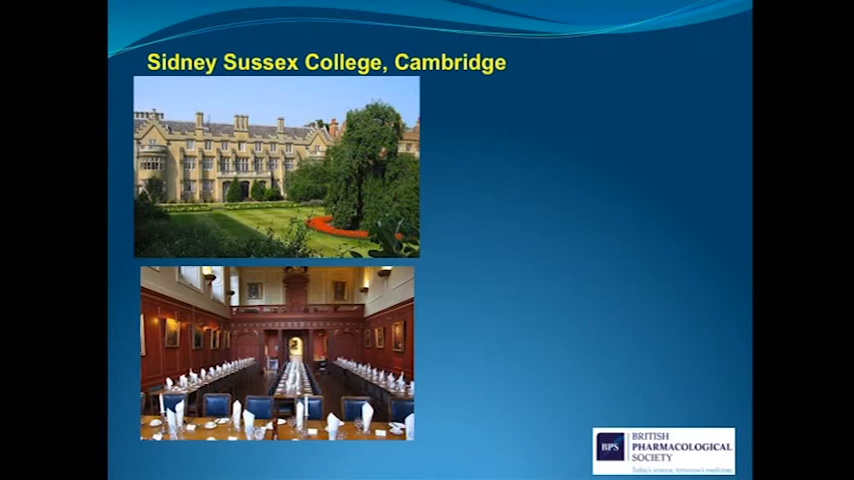 Sidney Sussex College, Cambridge
BPS
BRITISH
PHARMACOLOGICAL
SOCIETY
Today's science, tomorrow's medicines